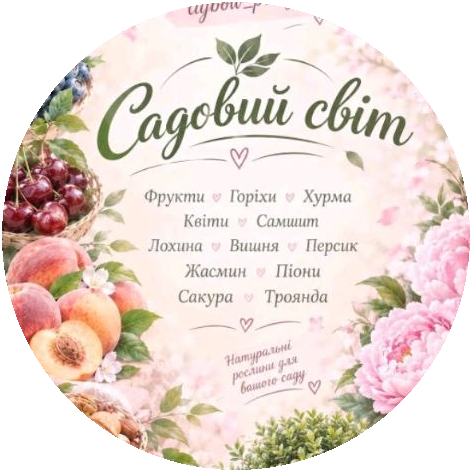 Садовий світ
Фрукти Горіхи Хурма
Квіти Самшит
Лохина Вишня Персик
Жасмин Піони
Сакура Троянда
Натуральні
рослини для
вашого саду